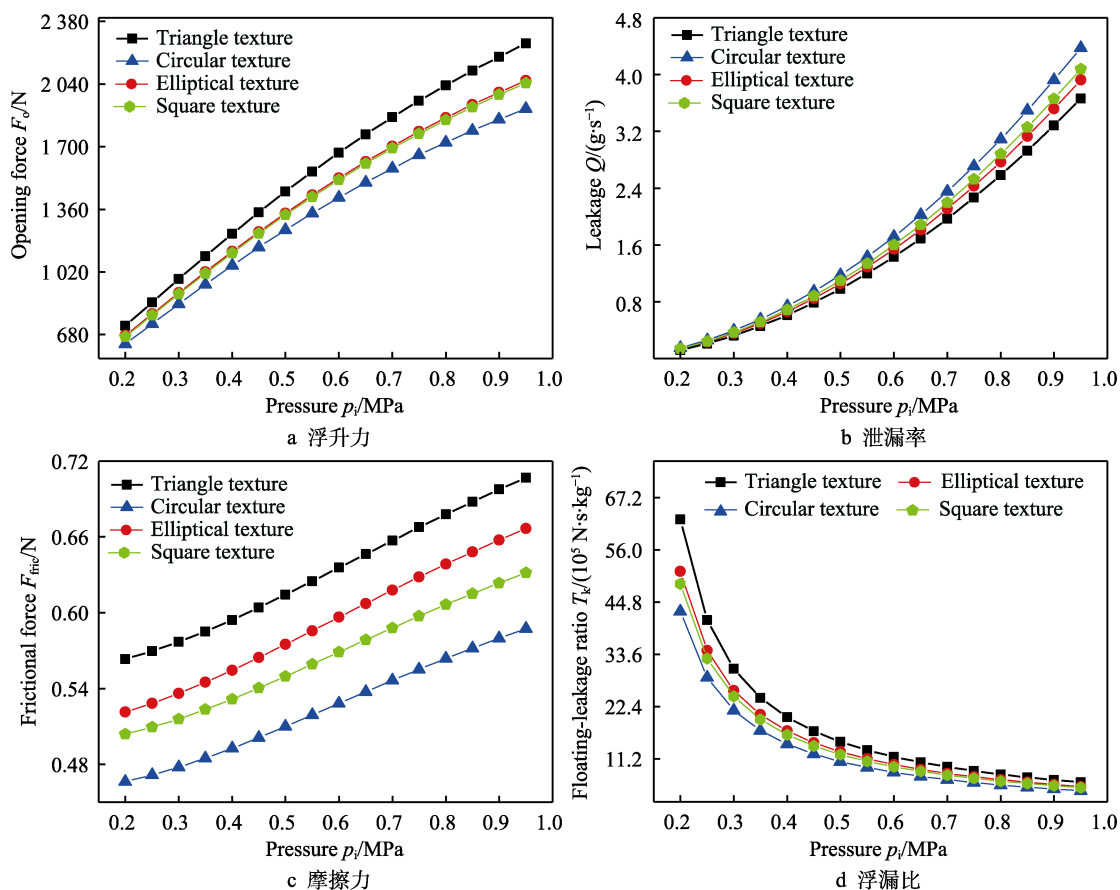 2 380
2 040
1 700
1 360
1 020
680
Opening force Fo/N
Triangle texture
Circular texture
Elliptical texture
Square texture
0.2 0.3 0.4 0.5 0.6 0.7 0.8 0.9 1.0
Pressure pi/MPa
a 浮升力
4.8
4.0
3.2
2.4
1.6
0.8
Leakage Q/(g·s⁻¹)
Triangle texture
Circular texture
Elliptical texture
Square texture
0.2 0.3 0.4 0.5 0.6 0.7 0.8 0.9 1.0
Pressure pi/MPa
b 泄漏率
0.72
0.66
0.60
0.54
0.48
Frictional force Ffric/N
Triangle texture
Circular texture
Elliptical texture
Square texture
0.2 0.3 0.4 0.5 0.6 0.7 0.8 0.9 1.0
Pressure pi/MPa
c 摩擦力
67.2
56.0
44.8
33.6
22.4
11.2
Floating-leakage ratio Tk/(10⁵ N·s·kg⁻¹)
Triangle texture Elliptical texture
Circular texture Square texture
0.2 0.3 0.4 0.5 0.6 0.7 0.8 0.9 1.0
Pressure pi/MPa
d 浮漏比